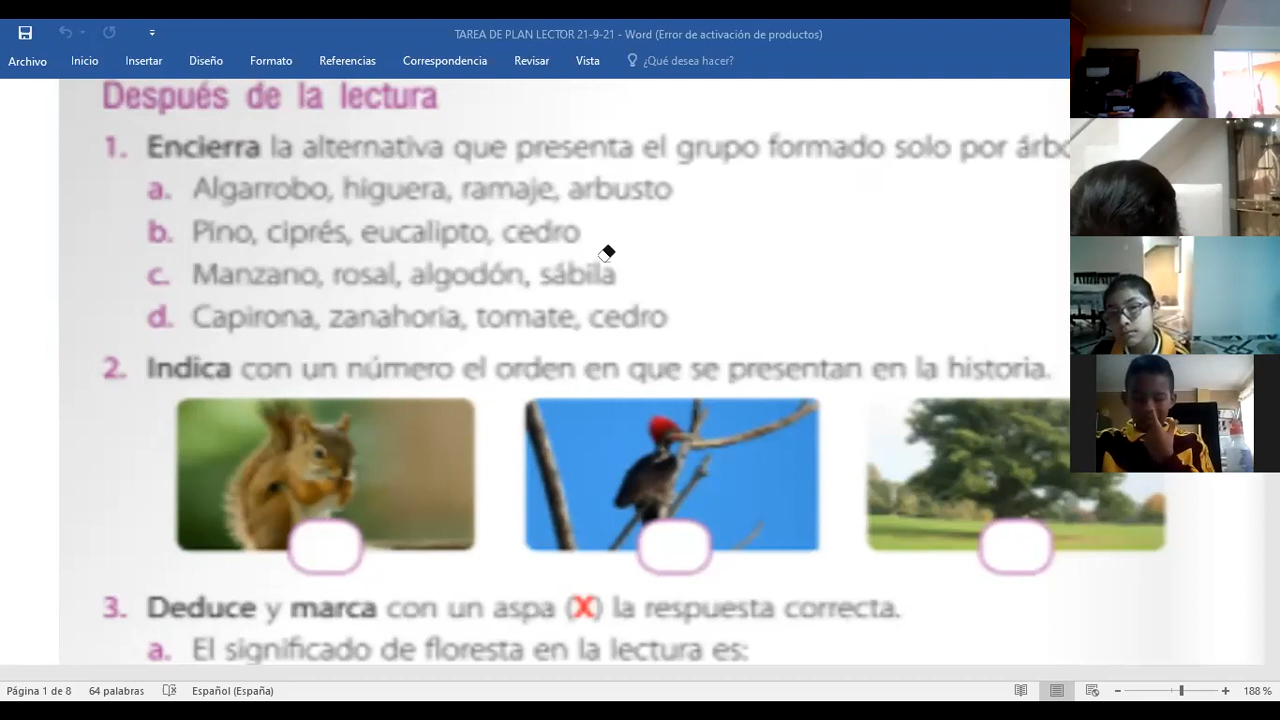 TAREA DE PLAN LECTOR 21-9-21 - Word (Error de activación de productos)
Archivo Inicio Insertar Diseño Formato Referencias Correspondencia Revisar Vista ¿Qué desea hacer?
Después de la lectura
1. Encierra la alternativa que presenta el grupo formado solo por árbo
a. Algarrobo, higuera, ramaje, arbusto
b. Pino, ciprés, eucalipto, cedro
c. Manzano, rosal, algodón, sábila
d. Capirona, zanahoria, tomate, cedro
2. Indica con un número el orden en que se presentan en la historia.
3. Deduce y marca con un aspa (X) la respuesta correcta.
a. El significado de floresta en la lectura es:
Página 1 de 8 64 palabras Español (España) 188 %